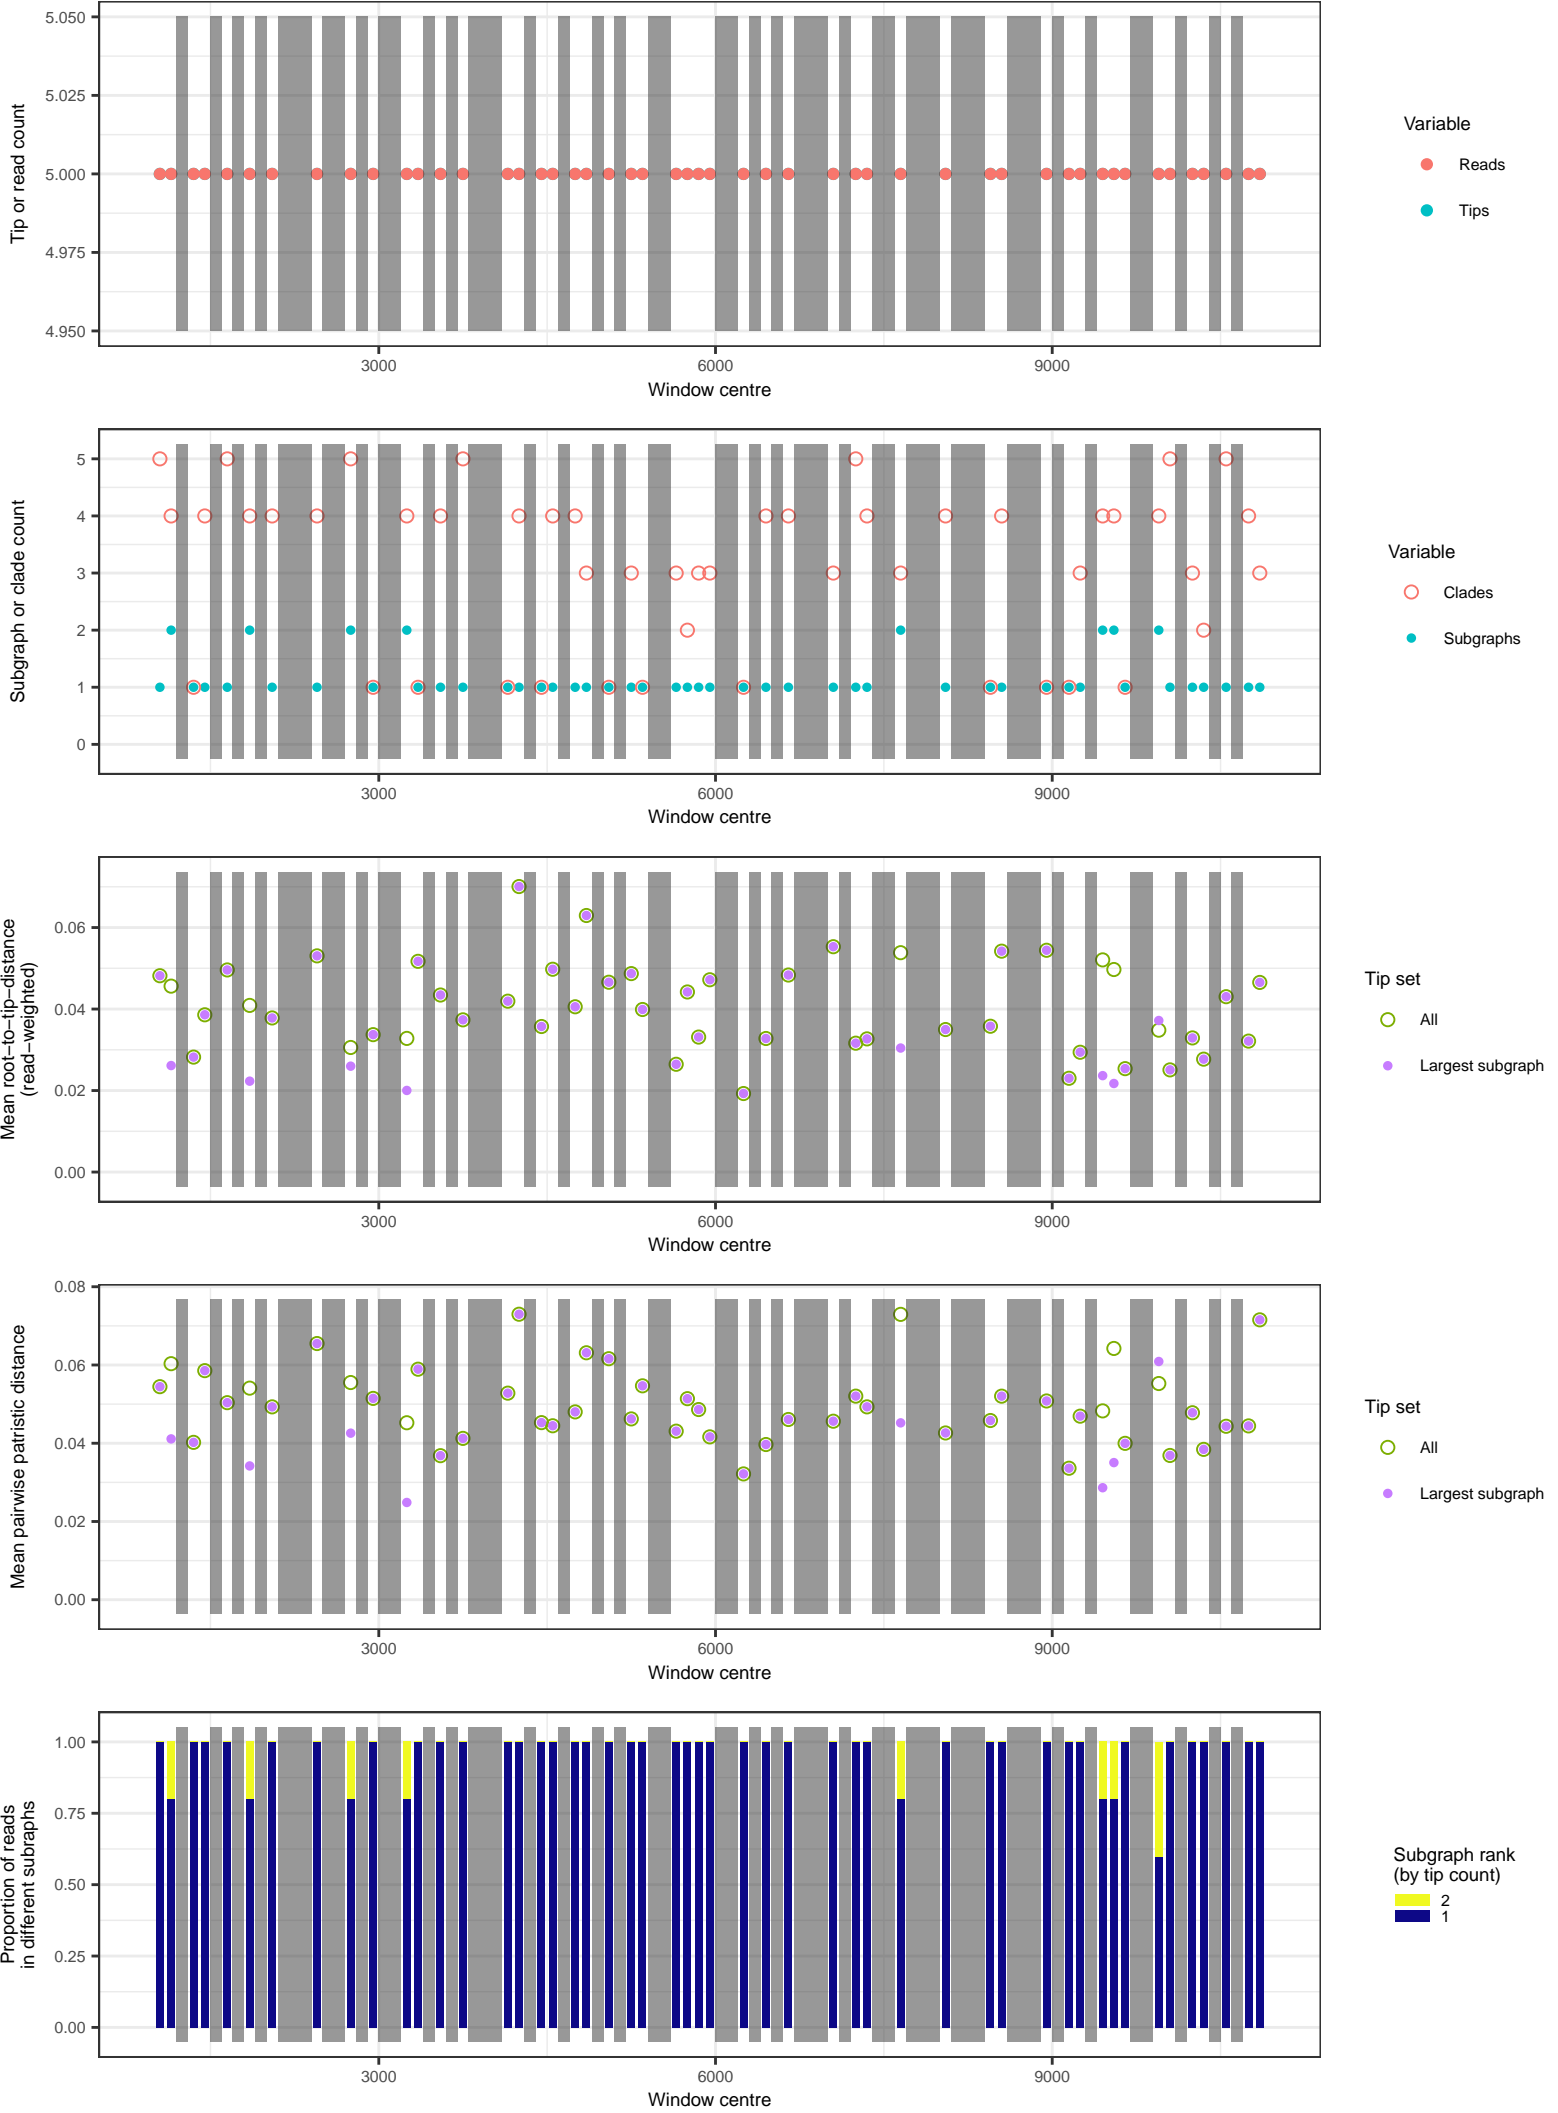 5.050
5.025
5.000
4.975
4.950
Tip or read count
3000
6000
9000
Window centre
Variable
Reads
Tips
5
4
3
2
1
0
Subgraph or clade count
3000
6000
9000
Window centre
Variable
Clades
Subgraphs
0.06
0.04
0.02
0.00
Mean root−to−tip−distance
(read−weighted)
3000
6000
9000
Window centre
Tip set
All
Largest subgraph
0.08
0.06
0.04
0.02
0.00
Mean pairwise patristic distance
3000
6000
9000
Window centre
Tip set
All
Largest subgraph
1.00
0.75
0.50
0.25
0.00
Proportion of reads
in different subraphs
3000
6000
9000
Window centre
Subgraph rank
(by tip count)
2
1